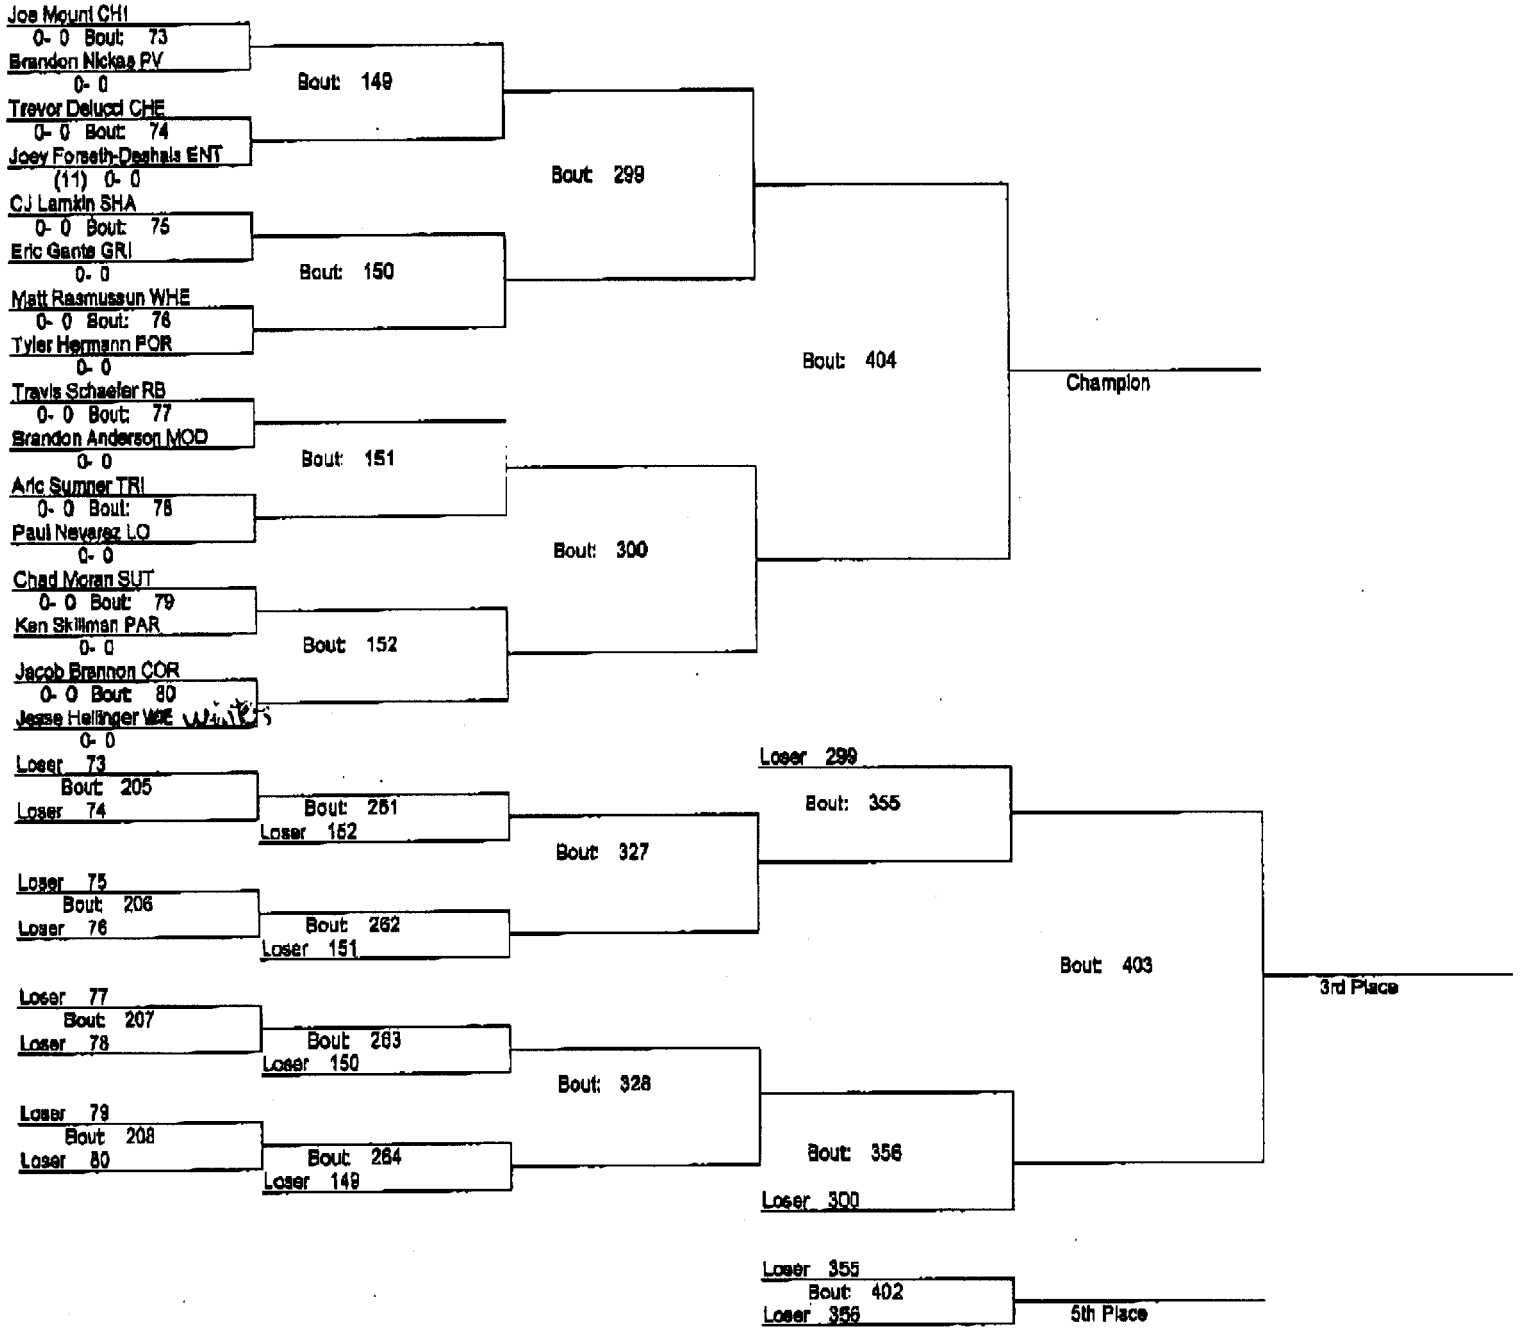 Joe Mount CHI
0- 0 Bout: 73
Brandon Nickas PV
0- 0
Bout: 149
Trevor Delucci CHE
0- 0 Bout: 74
Joey Forseth-Deshais ENT
(11) 0- 0
Bout: 299
CJ Lamkin SHA
0- 0 Bout: 75
Eric Gante GRI
0- 0
Bout: 150
Matt Rasmussun WHE
0- 0 Bout: 76
Tyler Hermann FOR
0- 0
Bout: 404
Champion
Travis Schaefer RB
0- 0 Bout: 77
Brandon Anderson MOD
0- 0
Bout: 151
Aric Sumner TRI
0- 0 Bout: 78
Paul Nevarez LO
0- 0
Bout: 300
Chad Moran SUT
0- 0 Bout: 79
Ken Skillman PAR
0- 0
Bout: 152
Jacob Brannon COR
0- 0 Bout: 80
Jesse Hellinger
0- 0
Loser 73
Bout: 205
Loser 74
Bout: 261
Loser 152
Bout: 327
Loser 299
Bout: 355
Loser 75
Bout: 206
Loser 76
Bout: 262
Loser 151
Bout: 403
3rd Place
Loser 77
Bout: 207
Loser 78
Bout: 263
Loser 150
Bout: 328
Loser 79
Bout: 208
Loser 80
Bout: 264
Loser 149
Bout: 356
Loser 300
Loser 355
Bout: 402
Loser 356
5th Place